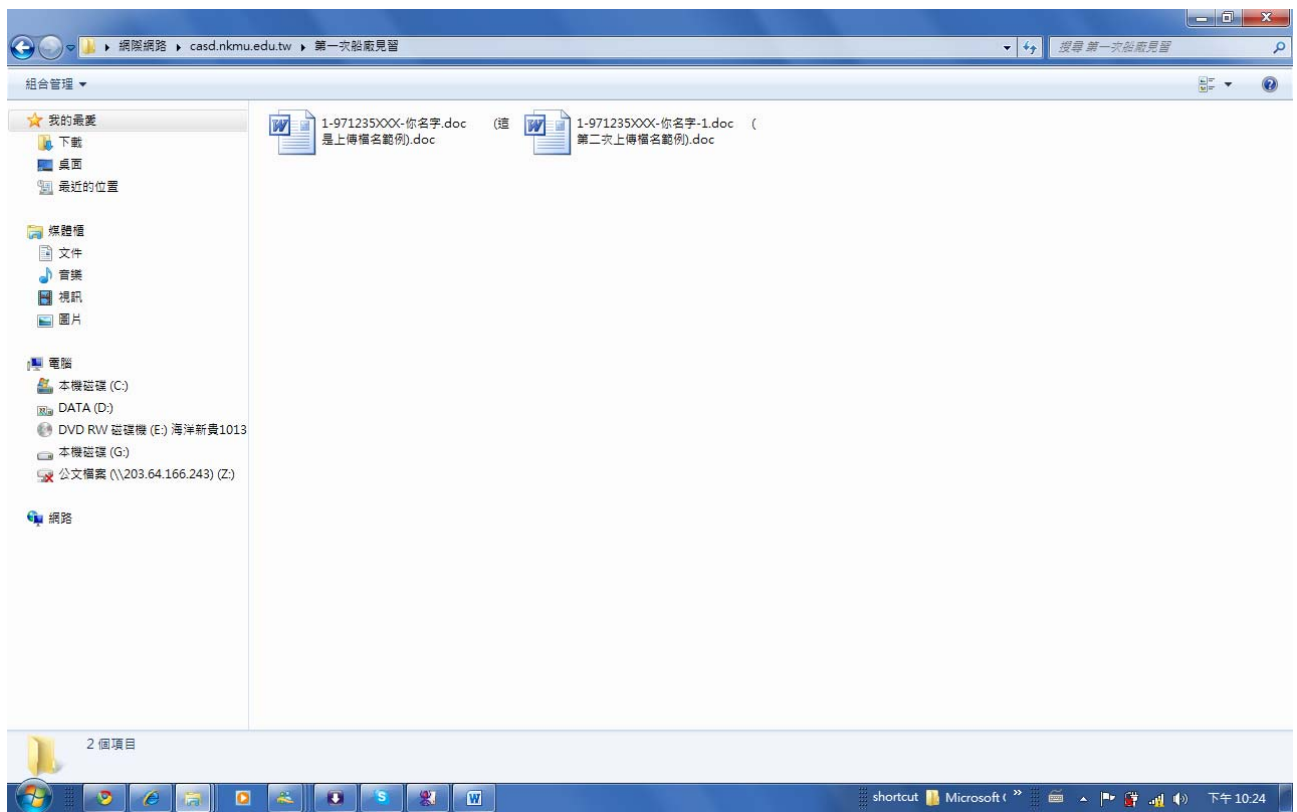 網際網路 ▸ casd.nkmu.edu.tw ▸ 第一次船廠見習
搜尋 第一次船廠見習
組合管理
我的最愛
下載
桌面
最近的位置
媒體櫃
文件
音樂
視訊
圖片
電腦
本機磁碟 (C:)
DATA (D:)
DVD RW 磁碟機 (E:) 海洋新貴1013
本機磁碟 (G:)
公文檔案 (\\203.64.166.243) (Z:)
網路
1-971235XXX-你名字.doc (這
是上傳檔名範例).doc
1-971235XXX-你名字-1.doc (
第二次上傳檔名範例).doc
2 個項目
shortcut Microsoft ( »
下午 10:24